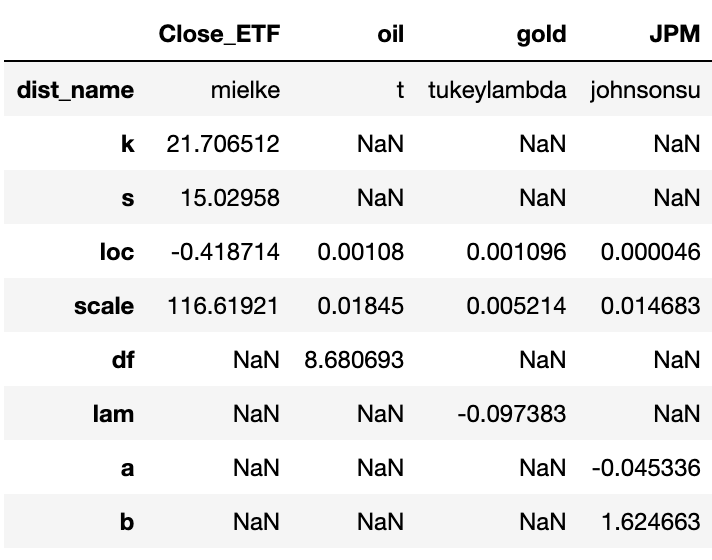 Close_ETF oil gold JPM
dist_name mielke t tukeylambda johnsonsu
k 21.706512 NaN NaN NaN
s 15.02958 NaN NaN NaN
loc -0.418714 0.00108 0.001096 0.000046
scale 116.61921 0.01845 0.005214 0.014683
df NaN 8.680693 NaN NaN
lam NaN NaN -0.097383 NaN
a NaN NaN NaN -0.045336
b NaN NaN NaN 1.624663